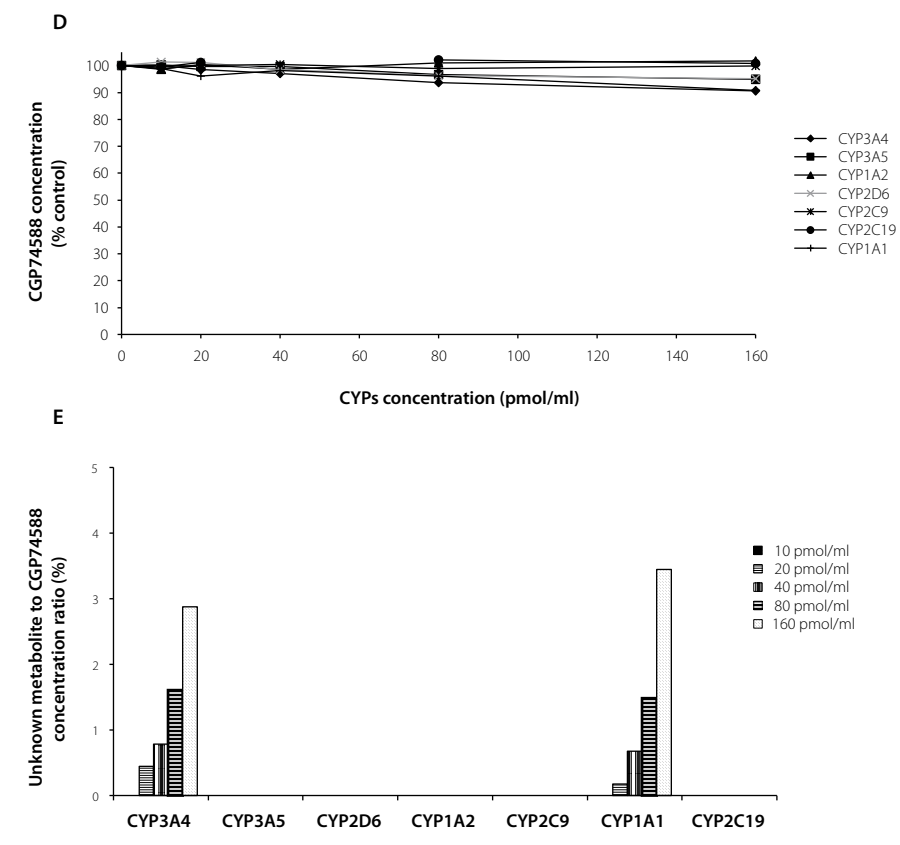 D
CGP74588 concentration
(% control)
100
90
80
70
60
50
40
30
20
10
0
0 20 40 80 100 120 140 160
CYPs concentration (pmol/ml)
CYP3A4
CYP3A5
CYP1A2
CYP2D6
CYP2C9
CYP2C19
CYP1A1
E
Unknown metabolite to CGP74588
concentration ratio (%)
5
4
3
2
1
0
CYP3A4 CYP3A5 CYP2D6 CYP1A2 CYP2C9 CYP1A1 CYP2C19
10 pmol/ml
20 pmol/ml
40 pmol/ml
80 pmol/ml
160 pmol/ml